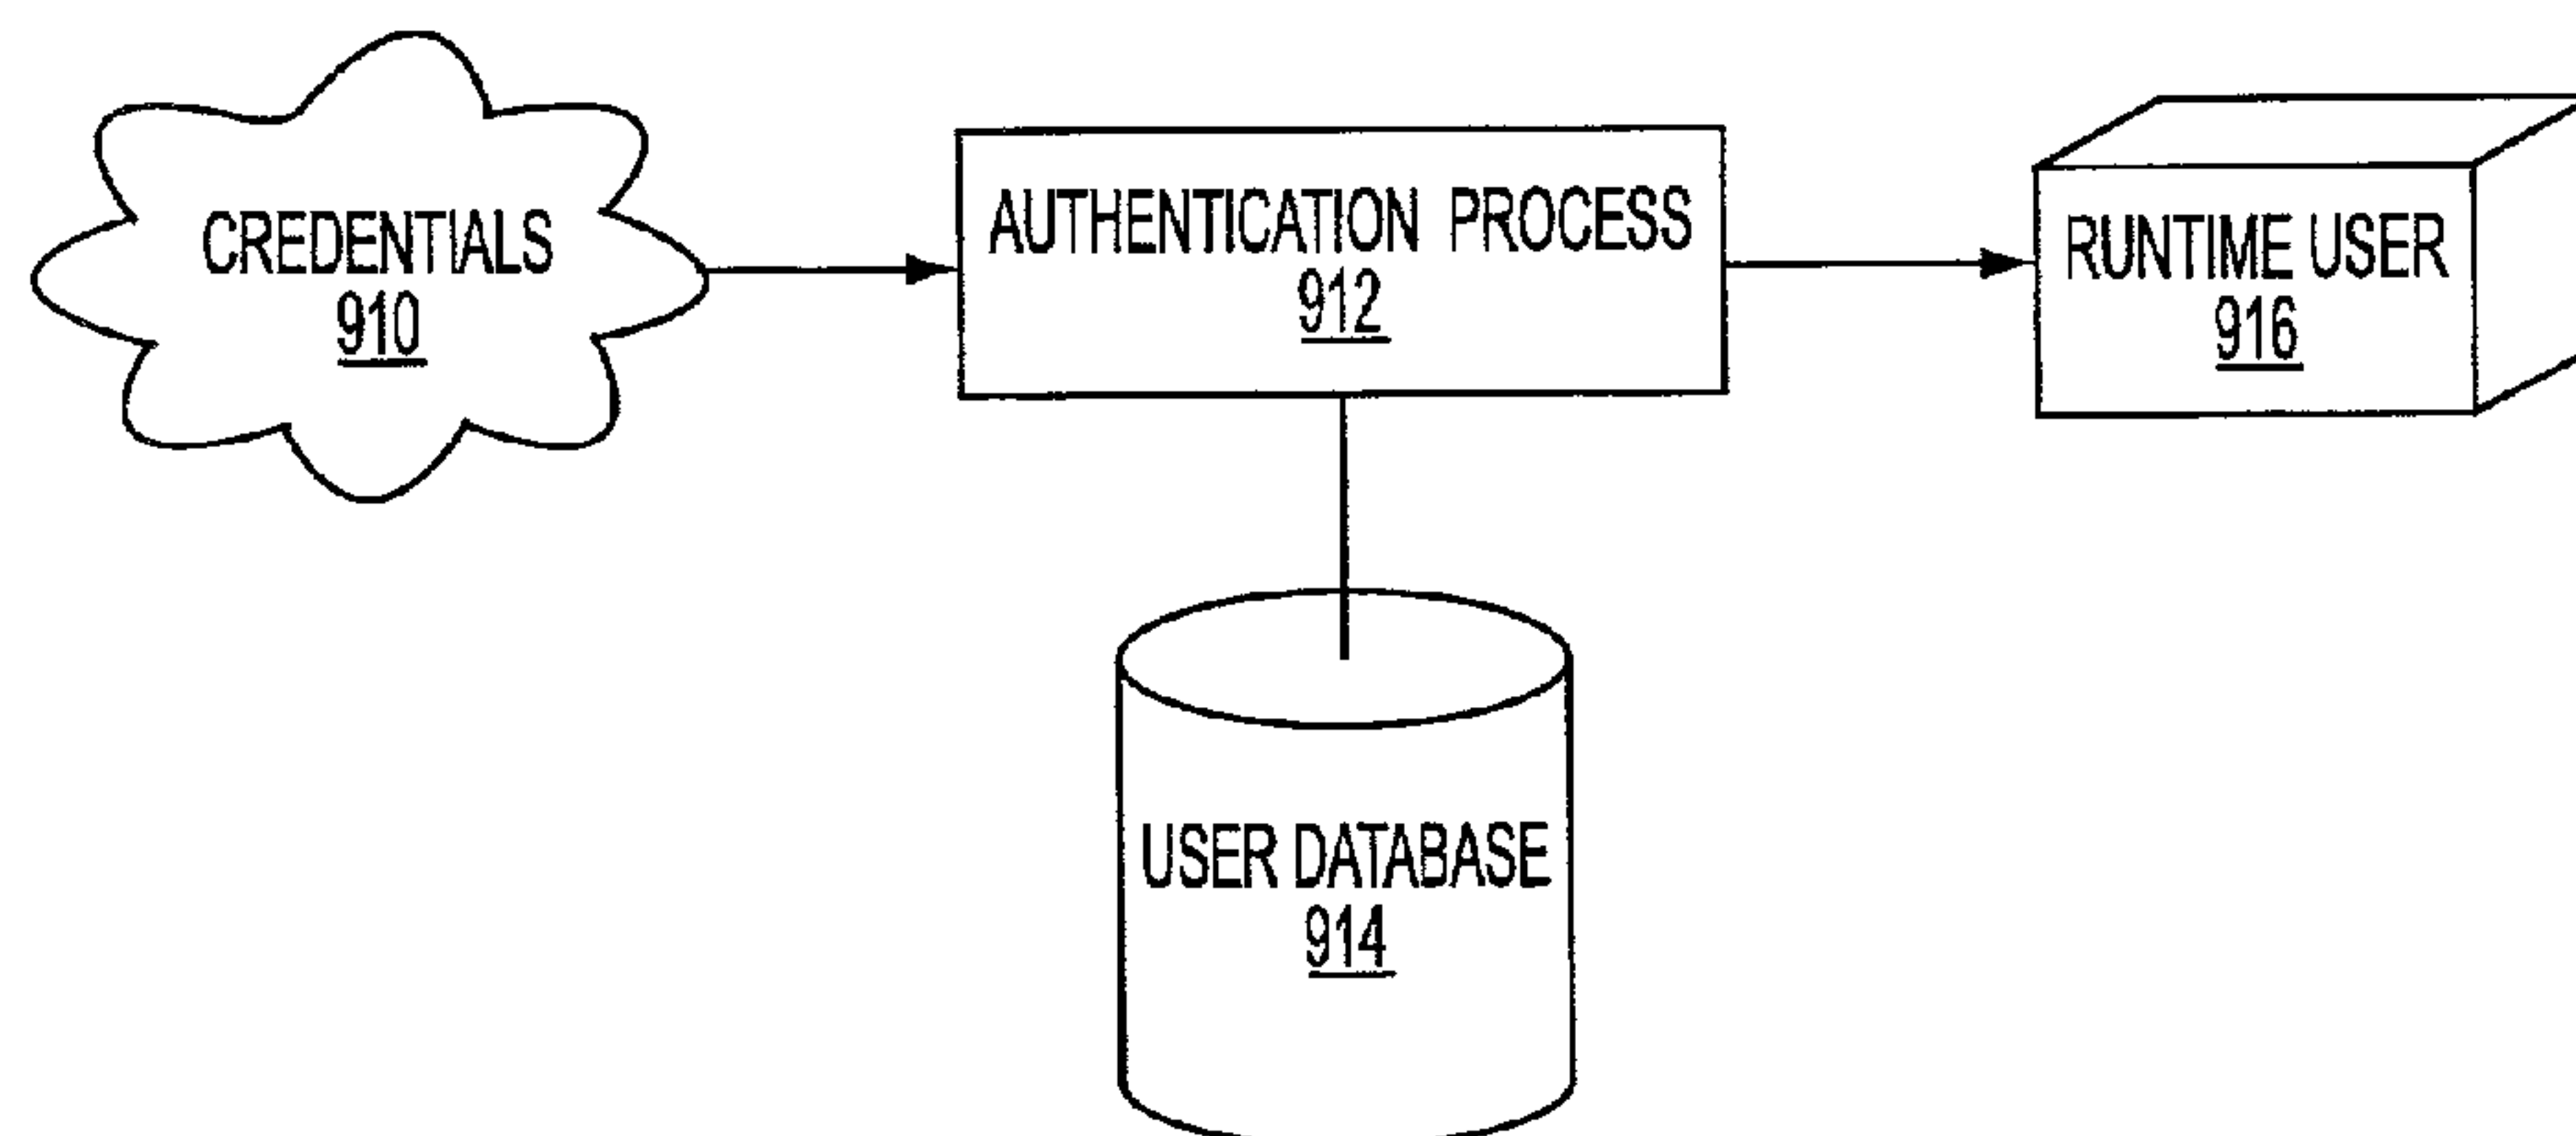 CREDENTIALS
910
AUTHENTICATION PROCESS
912
RUNTIME USER
916
USER DATABASE
914